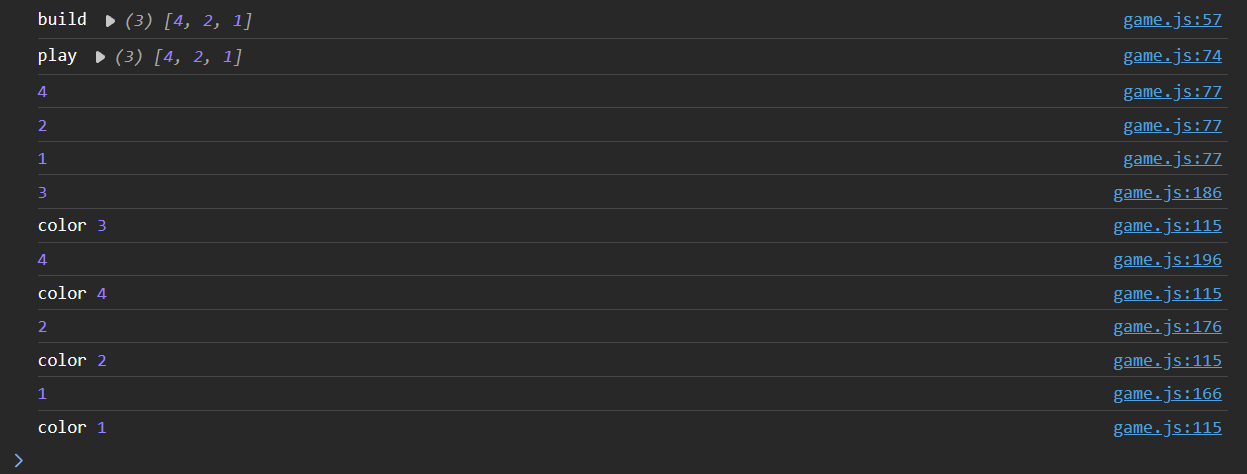 build ▶ (3) [4, 2, 1] game.js:57
play ▶ (3) [4, 2, 1] game.js:74
4 game.js:77
2 game.js:77
1 game.js:77
3 game.js:186
color 3 game.js:115
4 game.js:196
color 4 game.js:115
2 game.js:176
color 2 game.js:115
1 game.js:166
color 1 game.js:115
>